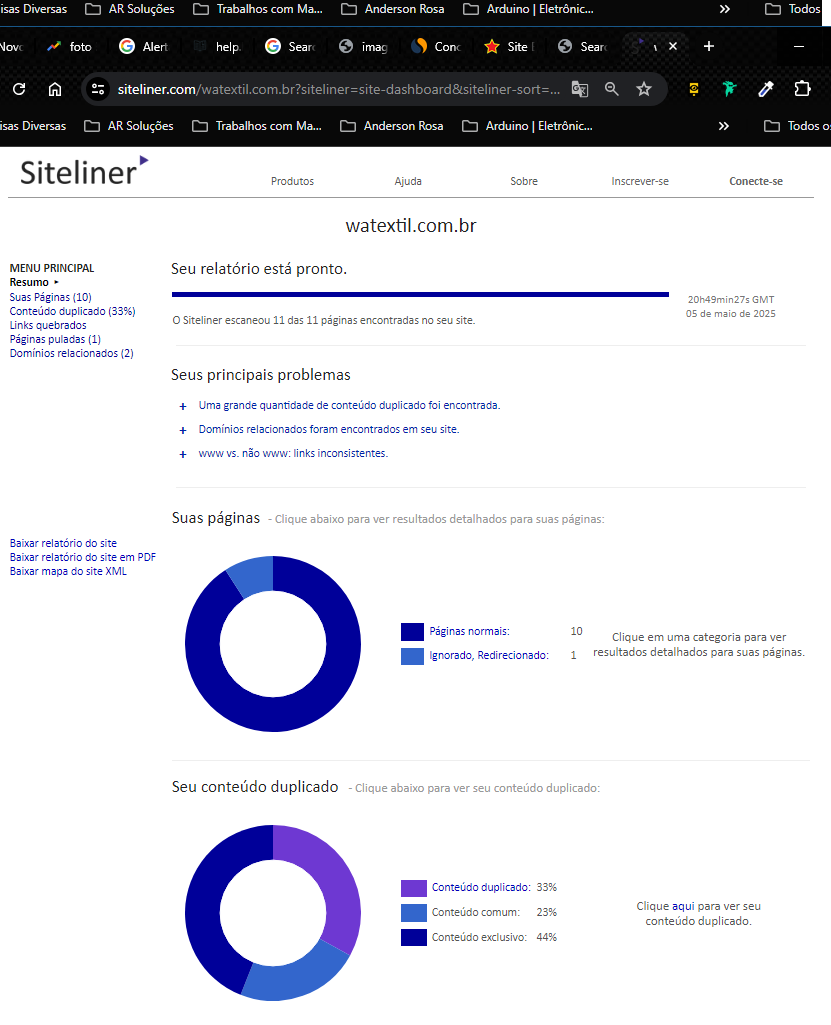 isas Diversas AR Soluções Trabalhos com Ma... Anderson Rosa Arduino | Eletrônic... » Todos
Novo foto Alert help. Sear imag Con Site Sear ×  +  –
siteliner.com/watextil.com.br?siteliner=site-dashboard&siteliner-sort=...
isas Diversas AR Soluções Trabalhos com Ma... Anderson Rosa Arduino | Eletrônic... » Todos os
Siteliner
Produtos Ajuda Sobre Inscrever-se Conecte-se
watextil.com.br
MENU PRINCIPAL
Resumo
Suas Páginas (10)
Conteúdo duplicado (33%)
Links quebrados
Páginas puladas (1)
Domínios relacionados (2)
Baixar relatório do site
Baixar relatório do site em PDF
Baixar mapa do site XML
Seu relatório está pronto.
20h49min27s GMT
05 de maio de 2025
O Siteliner escaneou 11 das 11 páginas encontradas no seu site.
Seus principais problemas
+ Uma grande quantidade de conteúdo duplicado foi encontrada.
+ Domínios relacionados foram encontrados em seu site.
+ www vs. não www: links inconsistentes.
Suas páginas - Clique abaixo para ver resultados detalhados para suas páginas:
Páginas normais: 10
Ignorado, Redirecionado: 1
Clique em uma categoria para ver
resultados detalhados para suas páginas.
Seu conteúdo duplicado - Clique abaixo para ver seu conteúdo duplicado:
Conteúdo duplicado: 33%
Conteúdo comum: 23%
Conteúdo exclusivo: 44%
Clique aqui para ver seu
conteúdo duplicado.